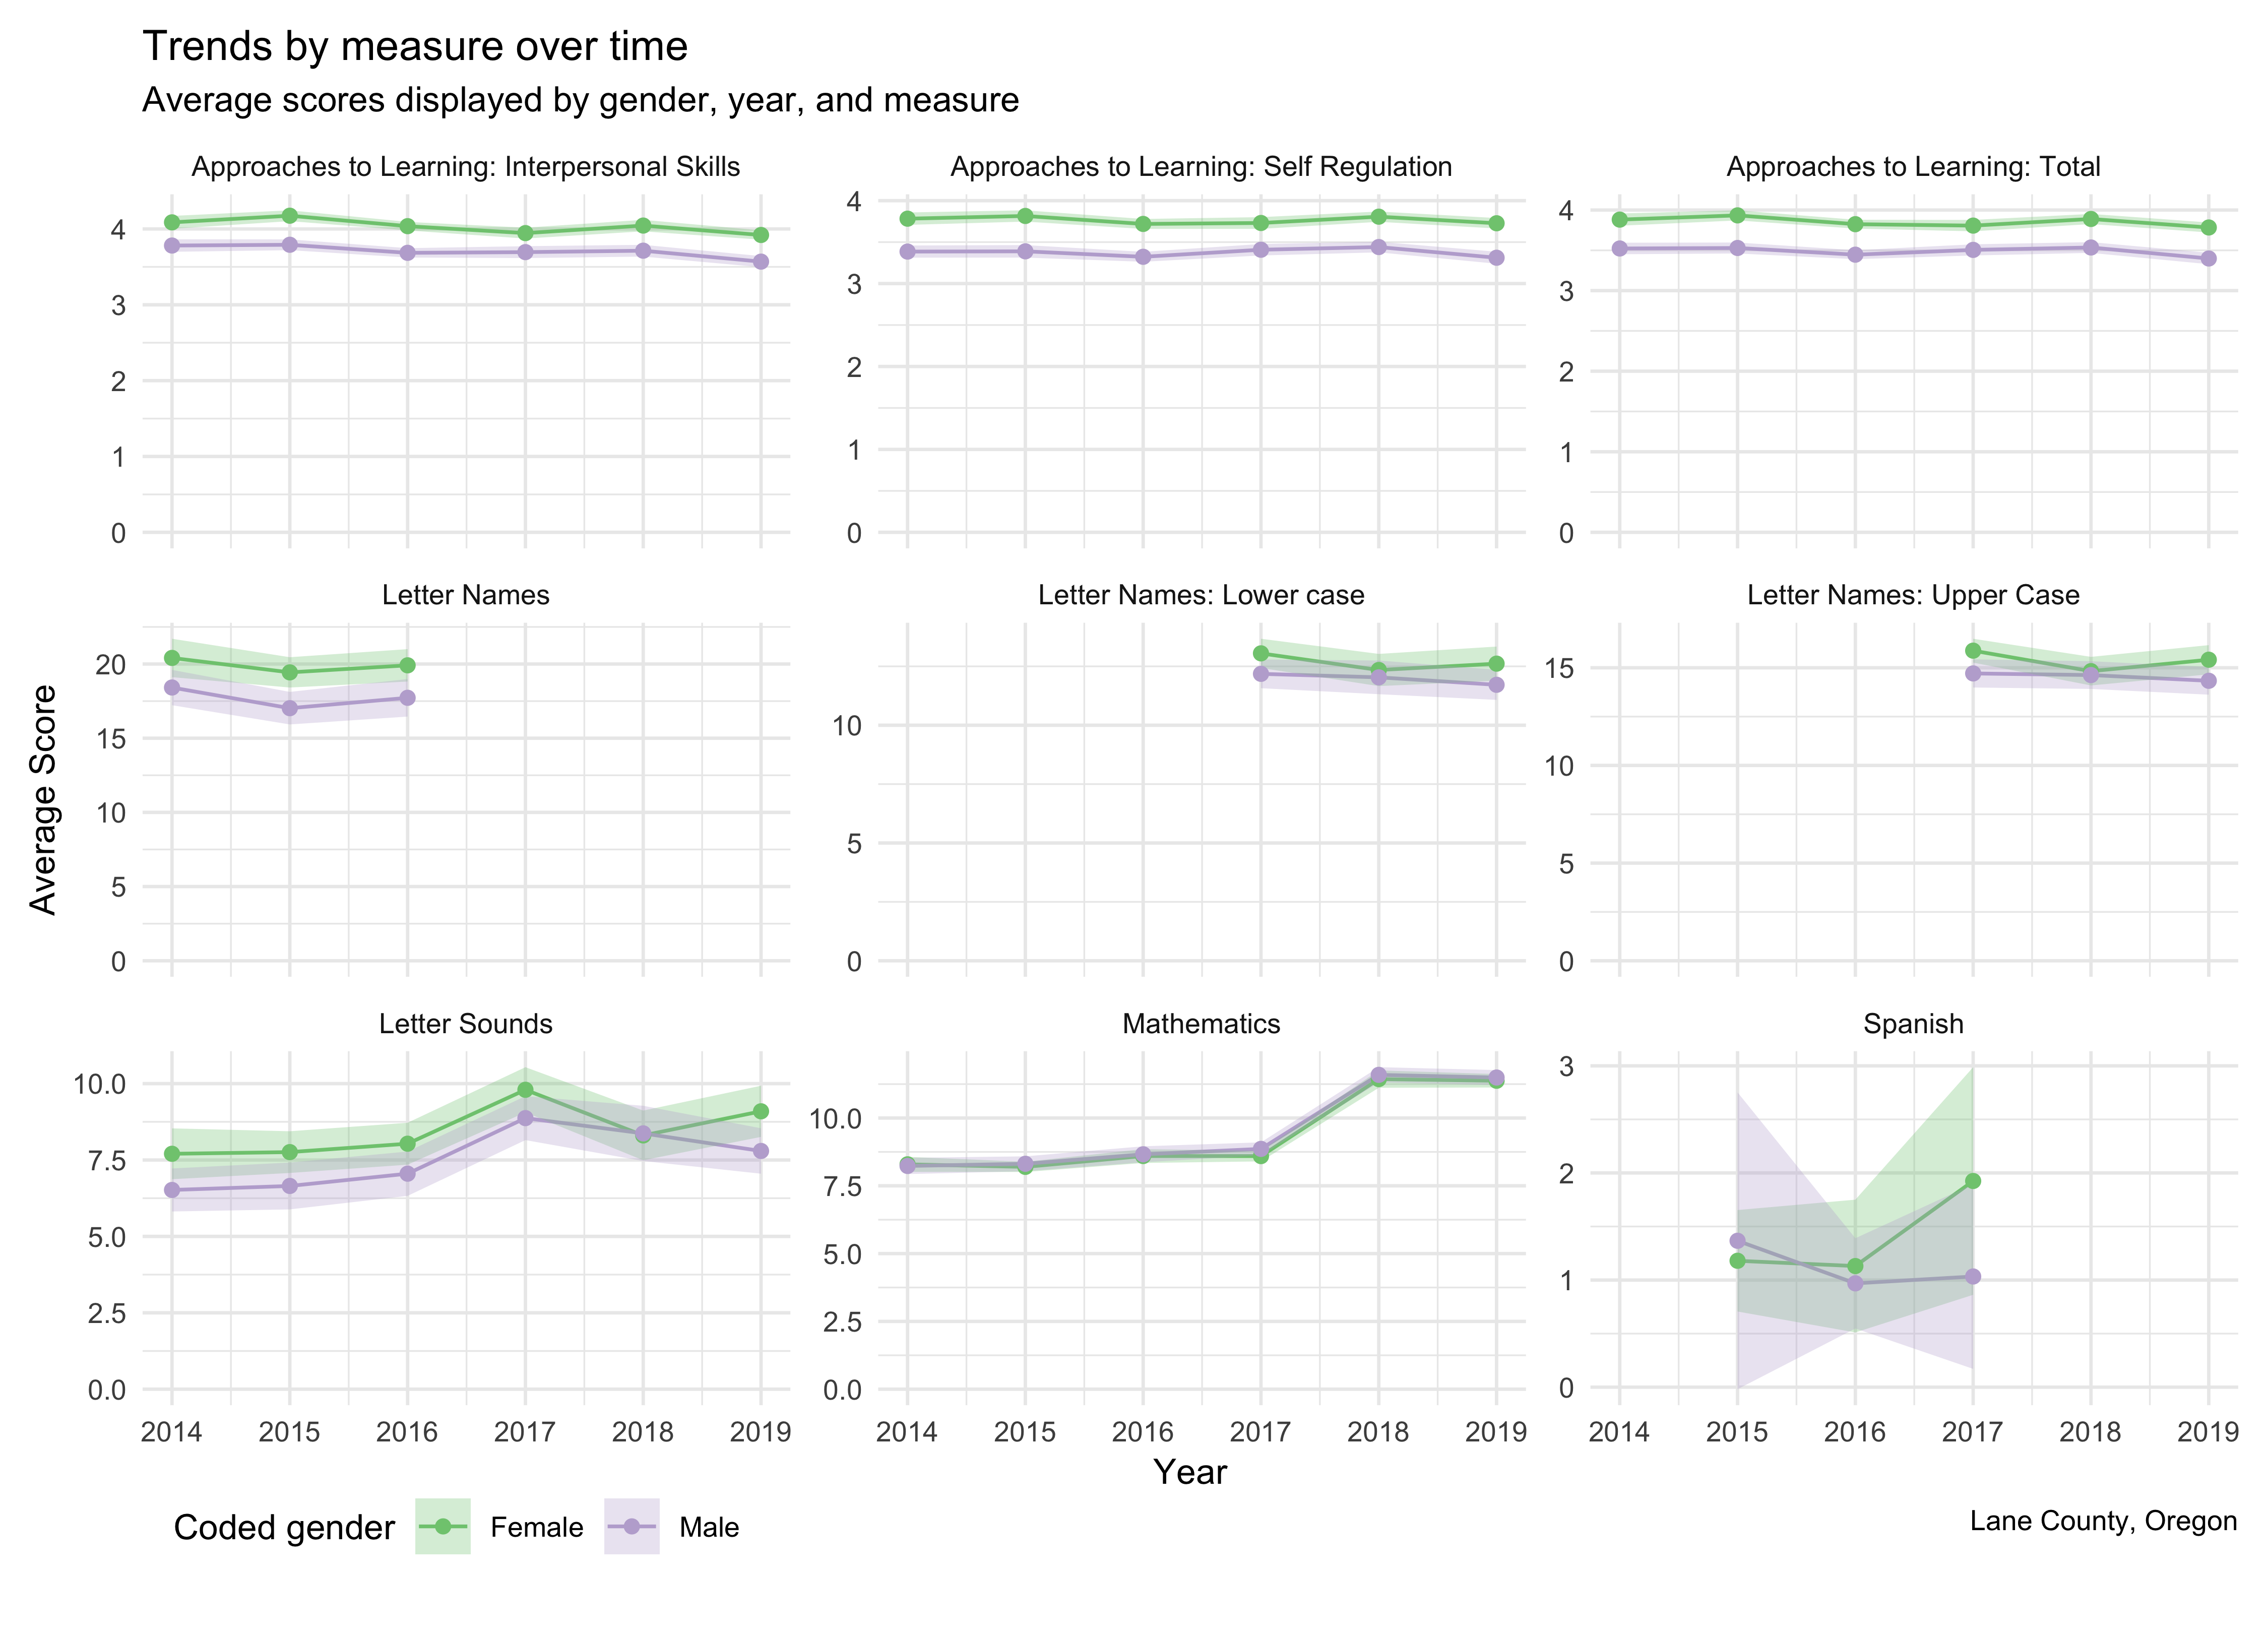 Trends by measure over time
Average scores displayed by gender, year, and measure
Approaches to Learning: Interpersonal Skills
Approaches to Learning: Self Regulation
Approaches to Learning: Total
4
3
2
1
0
4
3
2
1
0
4
3
2
1
0
Letter Names
Letter Names: Lower case
Letter Names: Upper Case
20
15
10
5
0
10
5
0
15
10
5
0
Average Score
Letter Sounds
Mathematics
Spanish
10.0
7.5
5.0
2.5
0.0
10.0
7.5
5.0
2.5
0.0
3
2
1
0
2014 2015 2016 2017 2018 2019
2014 2015 2016 2017 2018 2019
2014 2015 2016 2017 2018 2019
Year
Coded gender Female Male
Lane County, Oregon